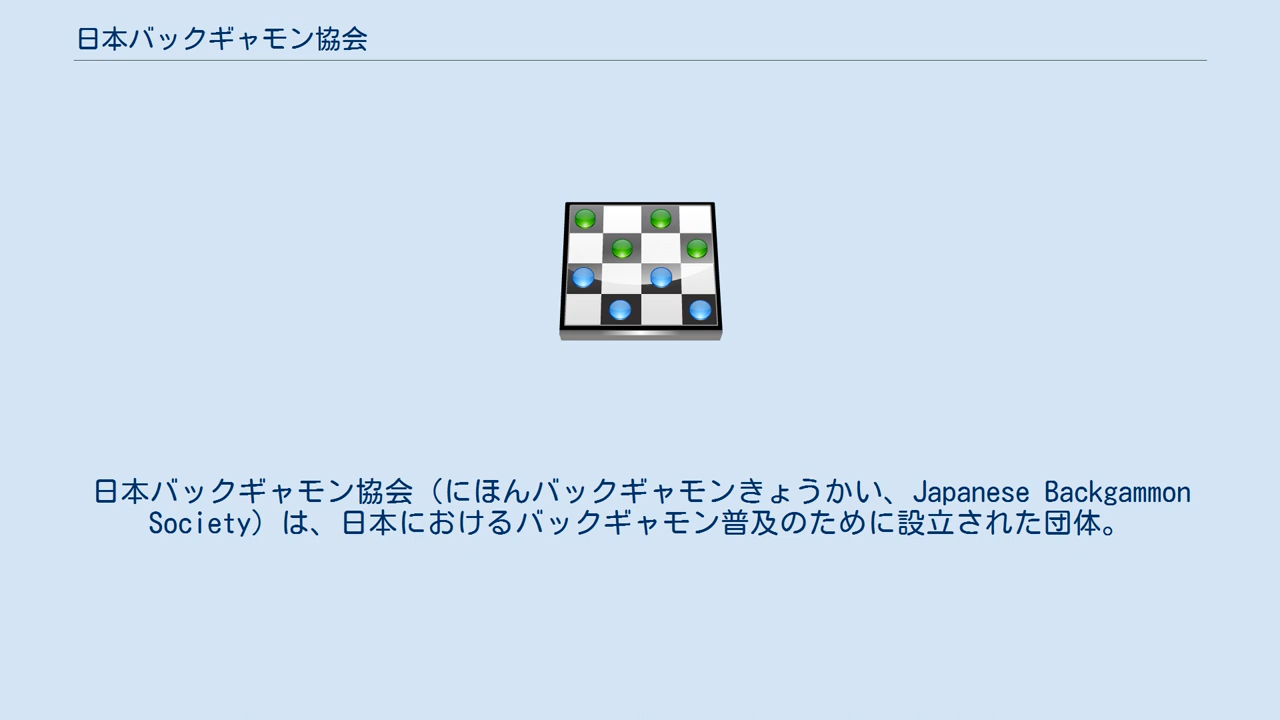 日本バックギャモン協会
日本バックギャモン協会（にほんバックギャモンきょうかい、Japanese Backgammon
Society）は、日本におけるバックギャモン普及のために設立された団体。